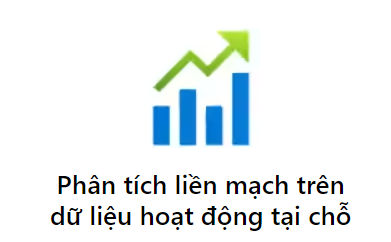 Phân tích liền mạch trên
dữ liệu hoạt động tại chỗ